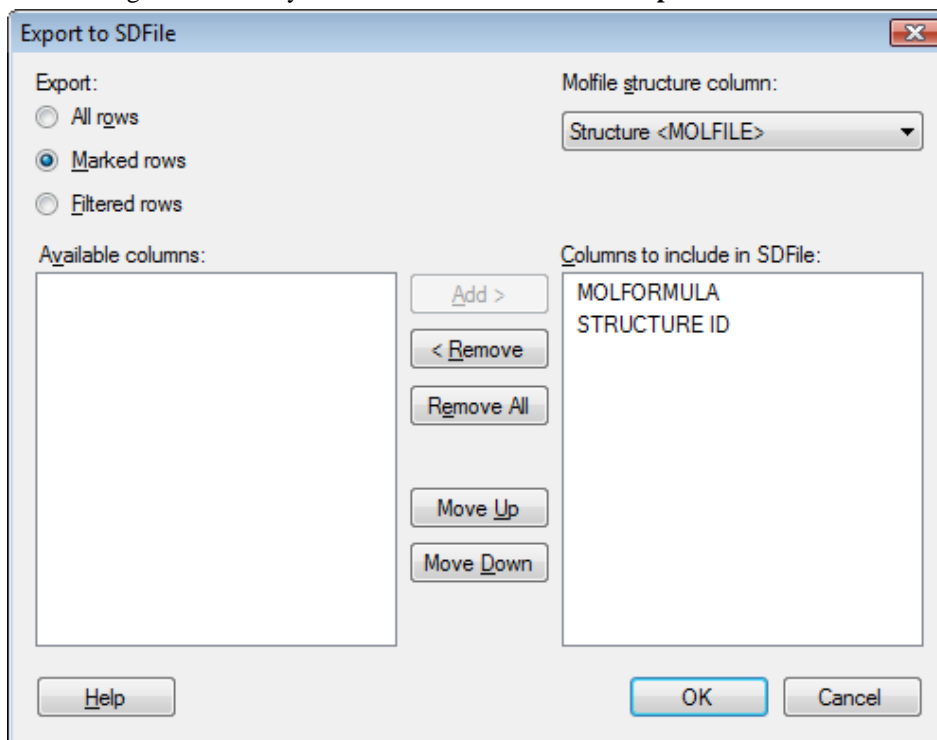 Export to SDFile
Export:
All rows
Marked rows
Filtered rows
Molfile structure column:
Structure <MOLFILE>
Available columns:
Add >
< Remove
Remove All
Move Up
Move Down
Columns to include in SDFile:
MOLFORMULA
STRUCTURE ID
Help
OK
Cancel